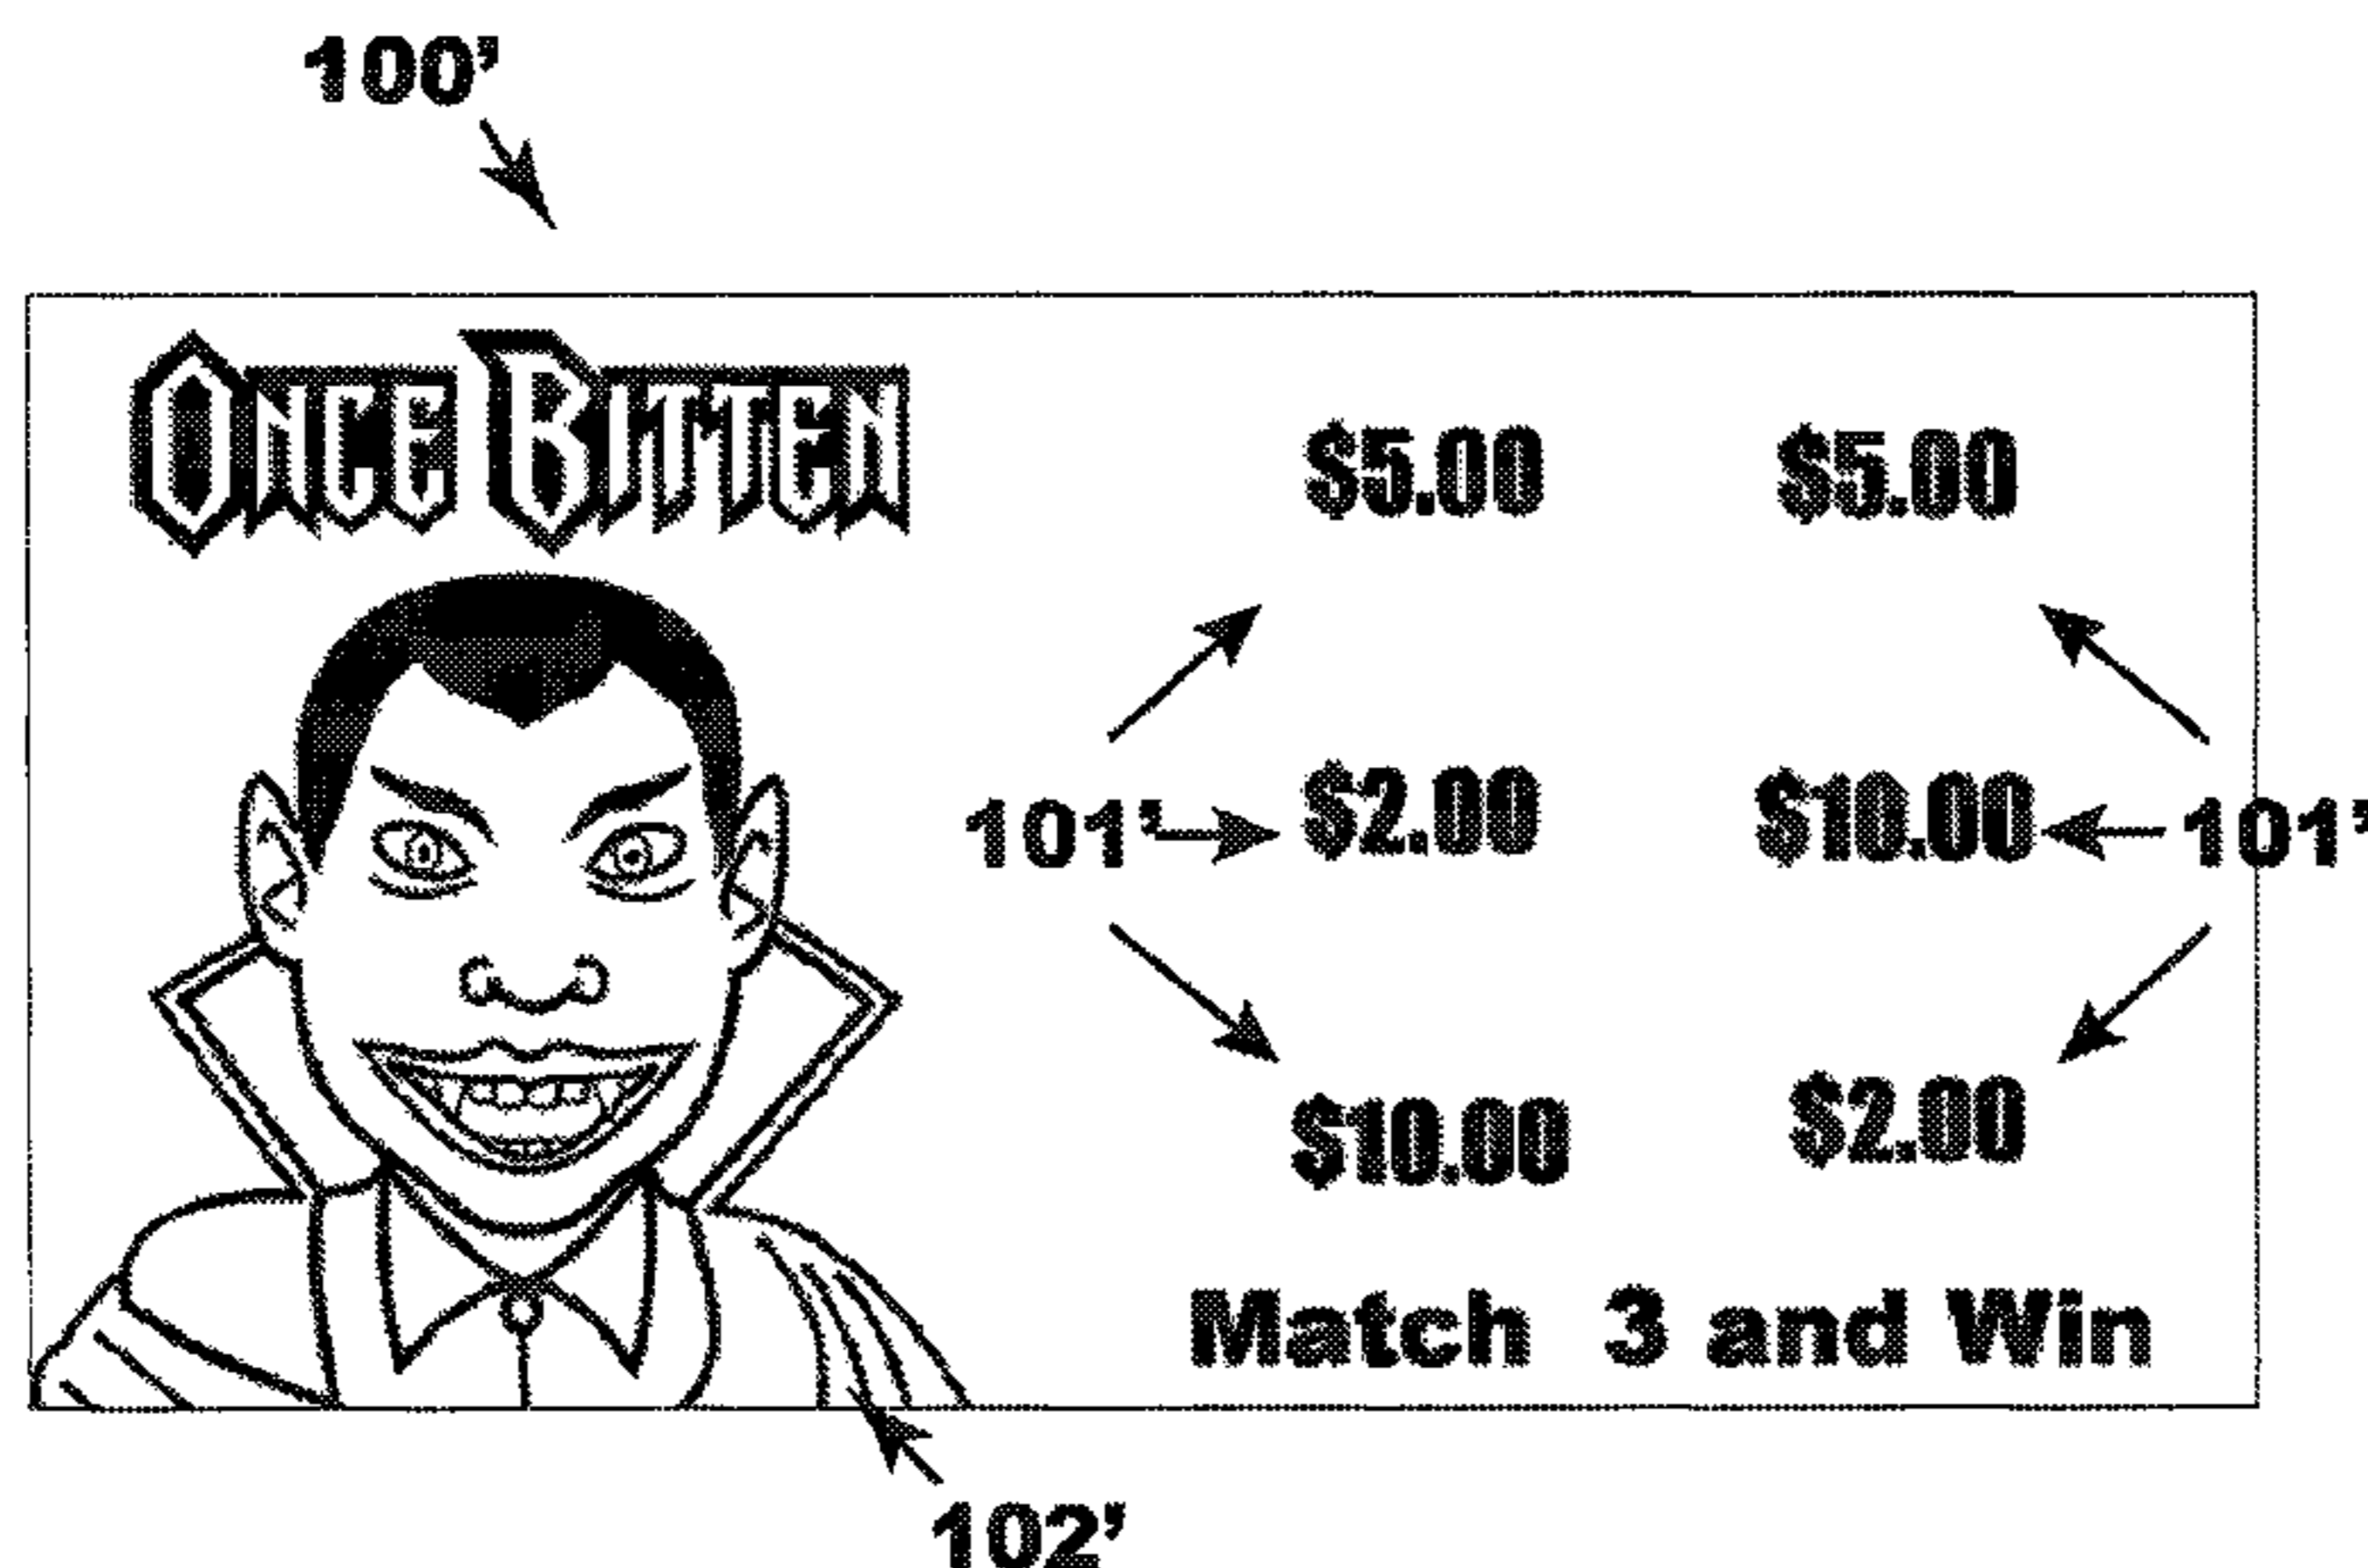 100’
ONCE BITTEN
$5.00 $5.00
101’ $2.00 $10.00 101’
$10.00 $2.00
Match 3 and Win
102’